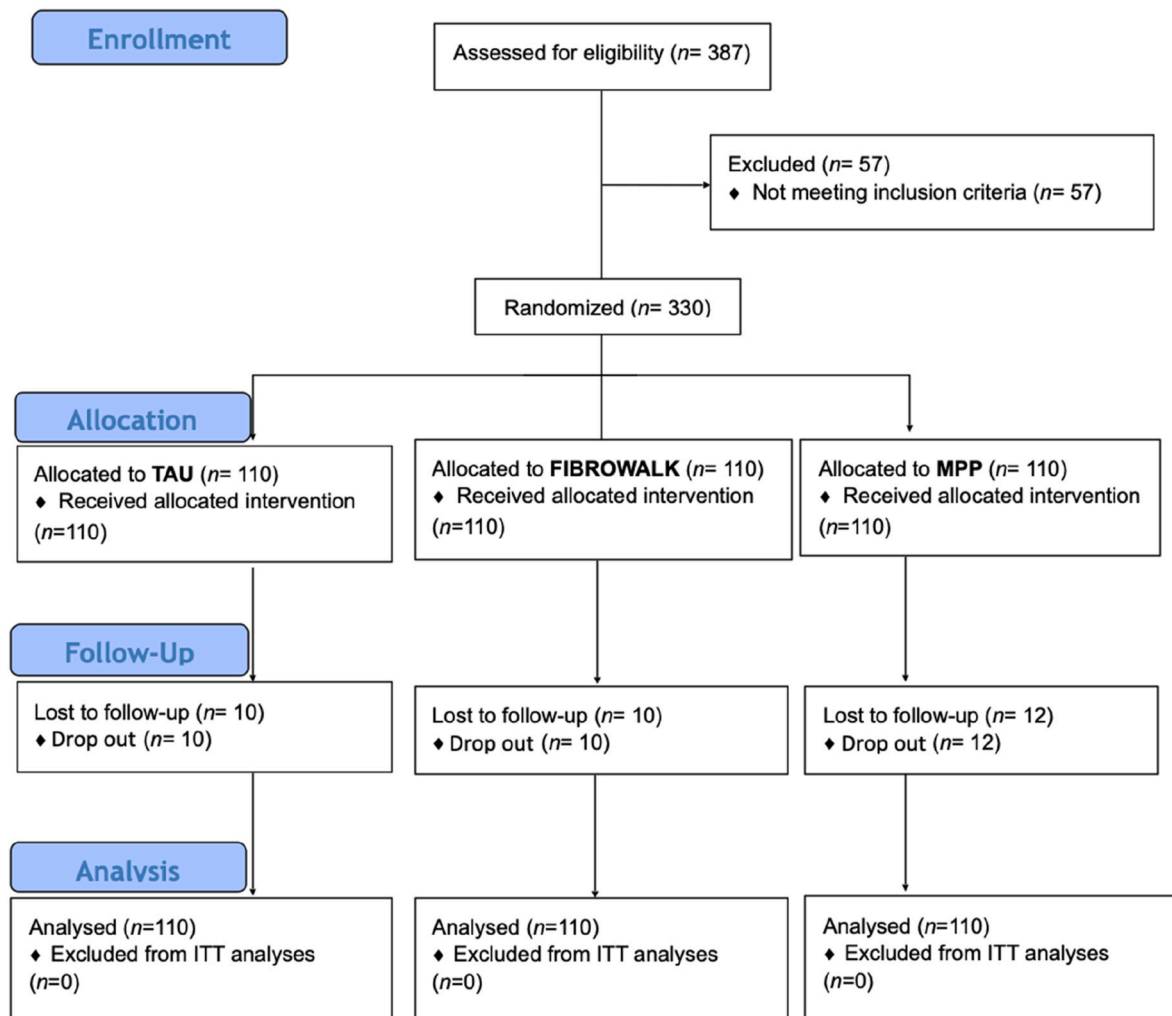 Enrollment
Assessed for eligibility (n= 387)
Excluded (n= 57)
♦ Not meeting inclusion criteria (n= 57)
Randomized (n= 330)
Allocation
Allocated to TAU (n= 110)
♦ Received allocated intervention
(n=110)
Allocated to FIBROWALK (n= 110)
♦ Received allocated intervention
(n=110)
Allocated to MPP (n= 110)
♦ Received allocated intervention
(n=110)
Follow-Up
Lost to follow-up (n= 10)
♦ Drop out (n= 10)
Lost to follow-up (n= 10)
♦ Drop out (n= 10)
Lost to follow-up (n= 12)
♦ Drop out (n= 12)
Analysis
Analysed (n=110)
♦ Excluded from ITT analyses
(n=0)
Analysed (n=110)
♦ Excluded from ITT analyses
(n=0)
Analysed (n=110)
♦ Excluded from ITT analyses
(n=0)